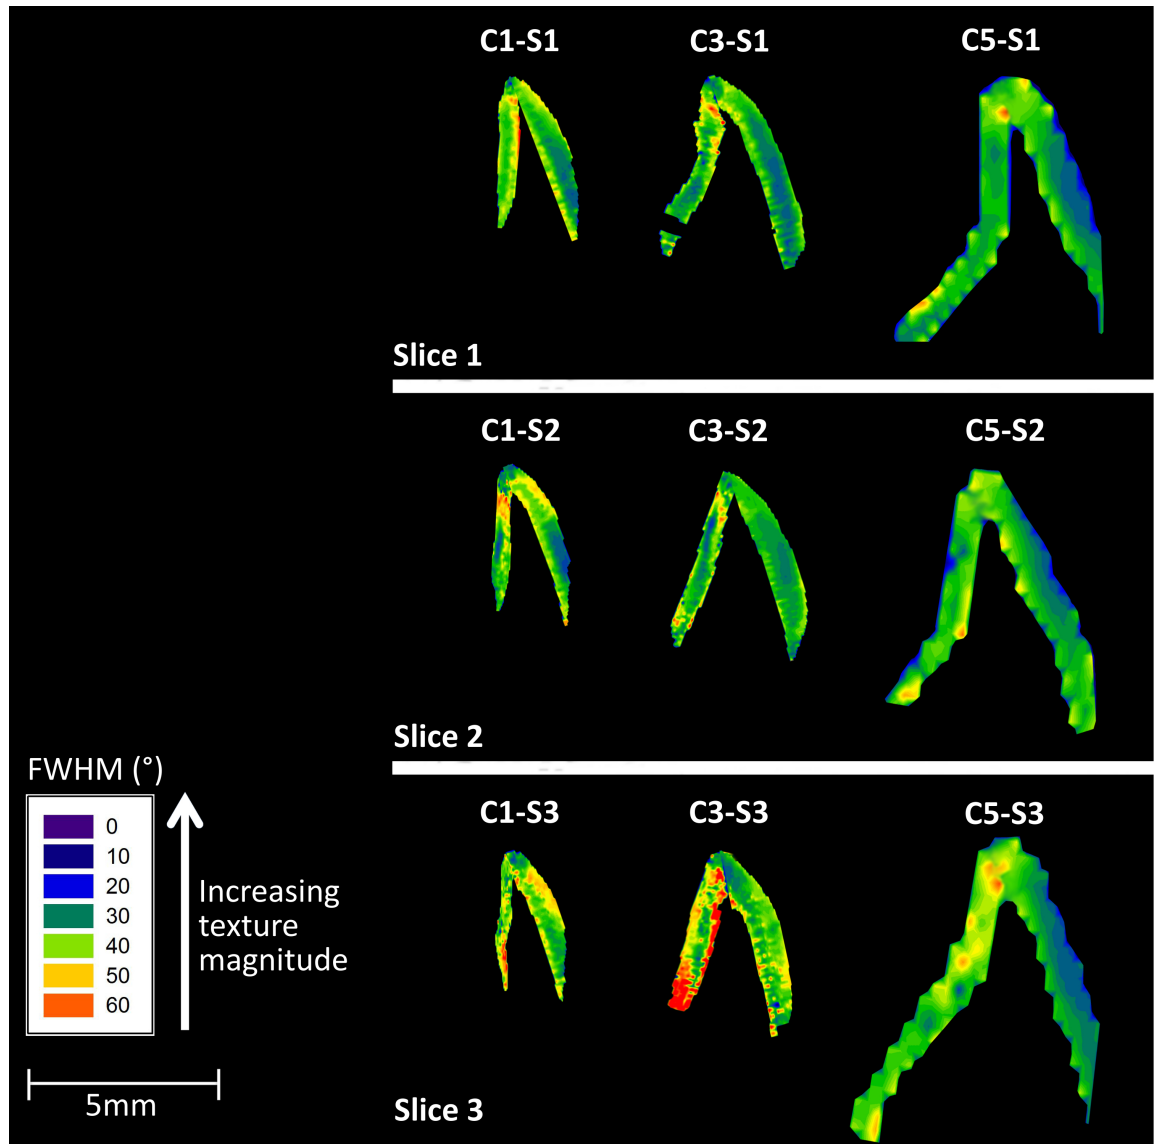 C1-S1 C3-S1 C5-S1
Slice 1
C1-S2 C3-S2 C5-S2
Slice 2
FWHM (°)
0
10
20
30
40
50
60
Increasing
texture
magnitude
5mm
C1-S3 C3-S3 C5-S3
Slice 3